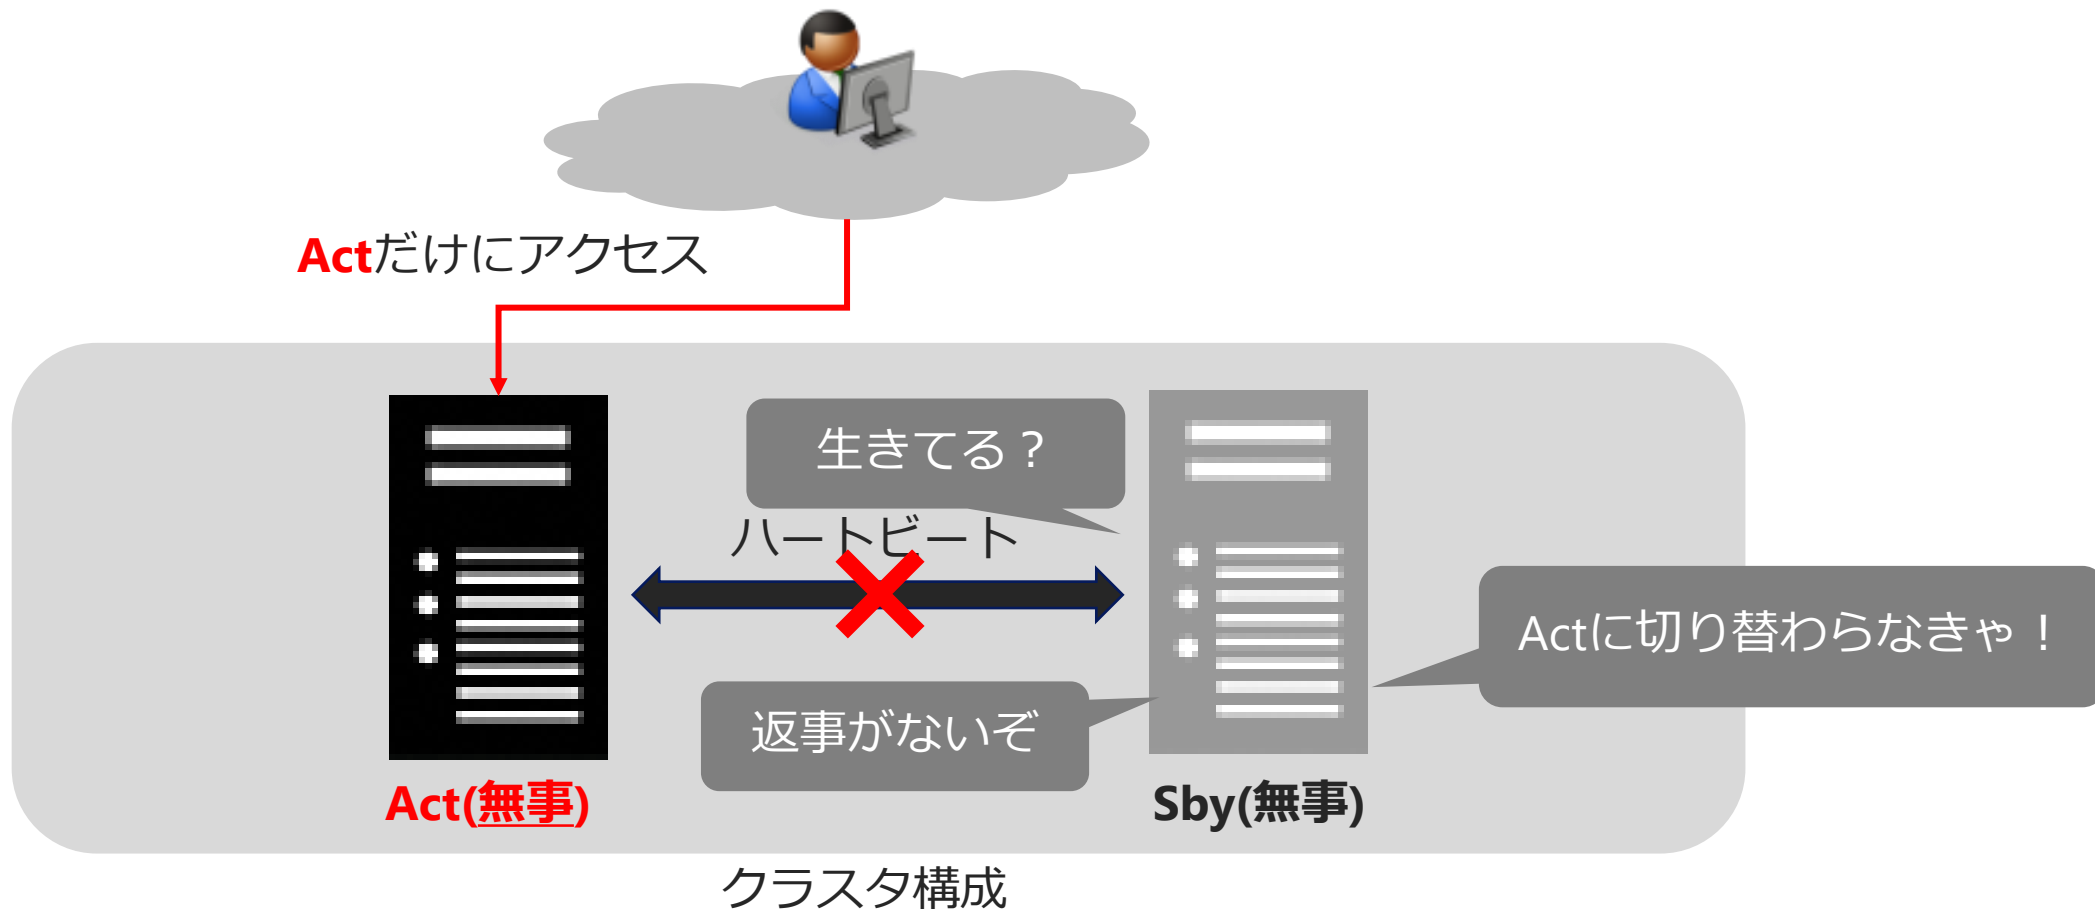 Actだけにアクセス
生きてる？
ハートビート
Actに切り替わらなきゃ！
返事がないぞ
Act(無事)
Sby(無事)
クラスタ構成